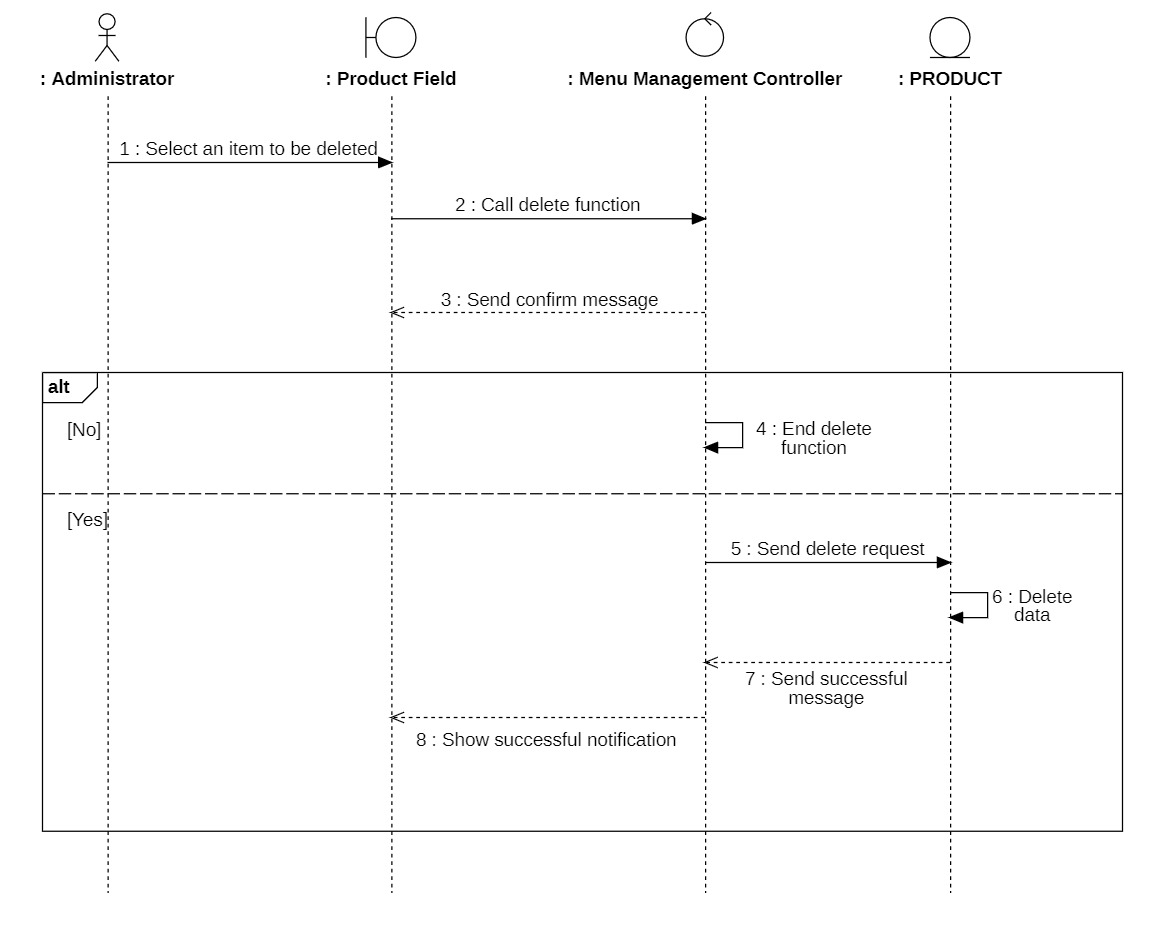 : Administrator
: Product Field
: Menu Management Controller
: PRODUCT
1 : Select an item to be deleted
2 : Call delete function
3 : Send confirm message
alt
[No]
4 : End delete
function
[Yes]
5 : Send delete request
6 : Delete
data
7 : Send successful
message
8 : Show successful notification